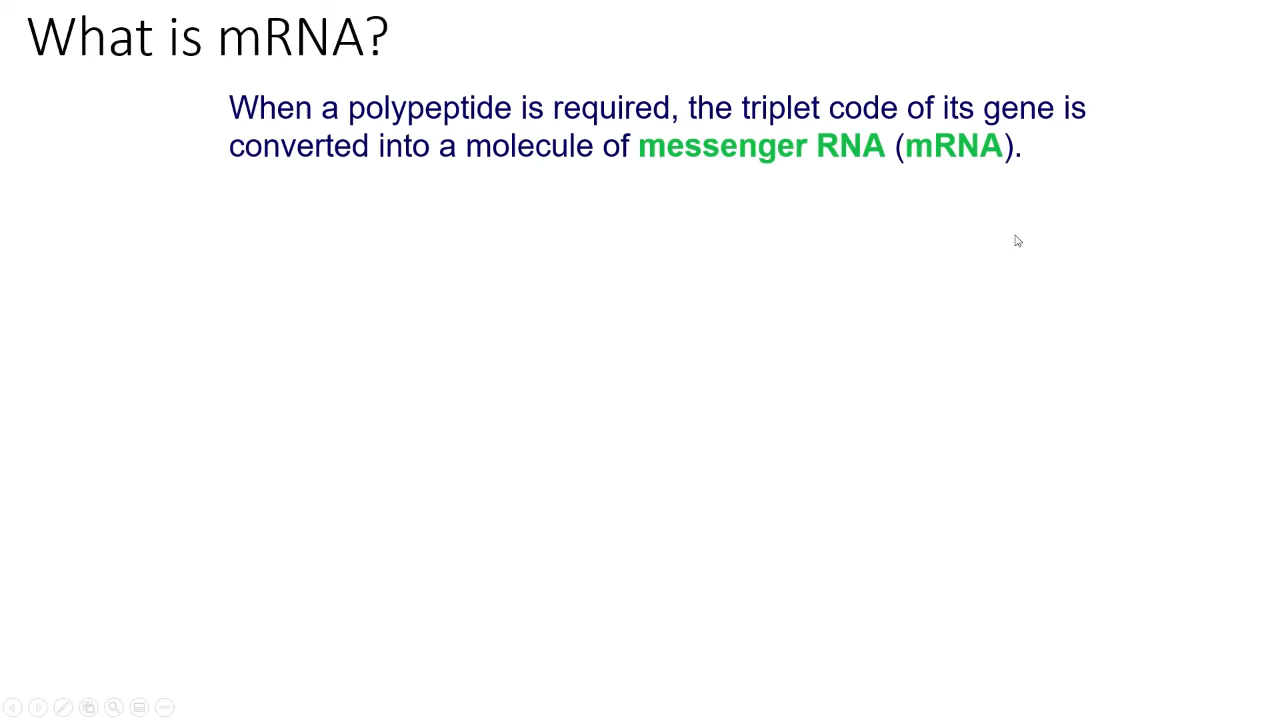 What is mRNA?
When a polypeptide is required, the triplet code of its gene is
converted into a molecule of messenger RNA (mRNA).